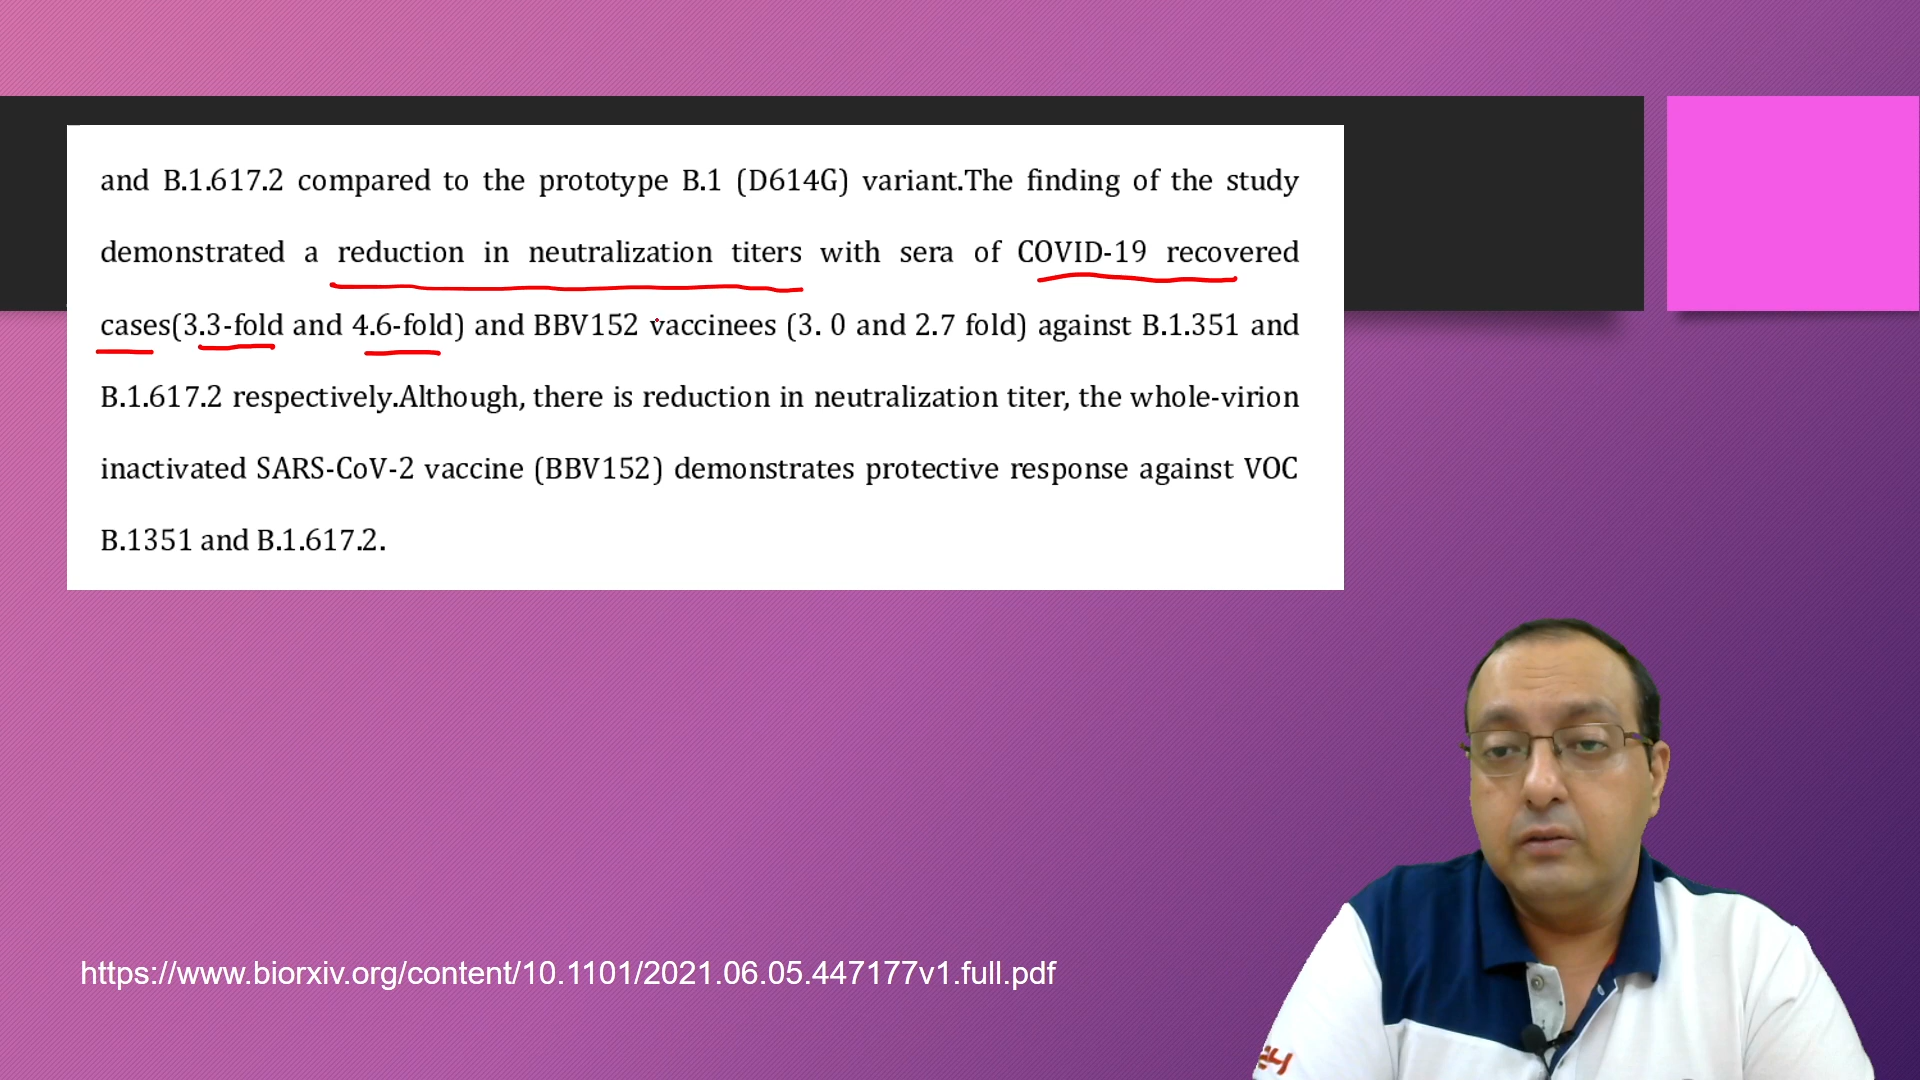 and B.1.617.2 compared to the prototype B.1 (D614G) variant.The finding of the study
demonstrated a reduction in neutralization titers with sera of COVID-19 recovered
cases(3.3-fold and 4.6-fold) and BBV152 vaccinees (3. 0 and 2.7 fold) against B.1.351 and
B.1.617.2 respectively.Although, there is reduction in neutralization titer, the whole-virion
inactivated SARS-CoV-2 vaccine (BBV152) demonstrates protective response against VOC
B.1351 and B.1.617.2.
https://www.biorxiv.org/content/10.1101/2021.06.05.447177v1.full.pdf